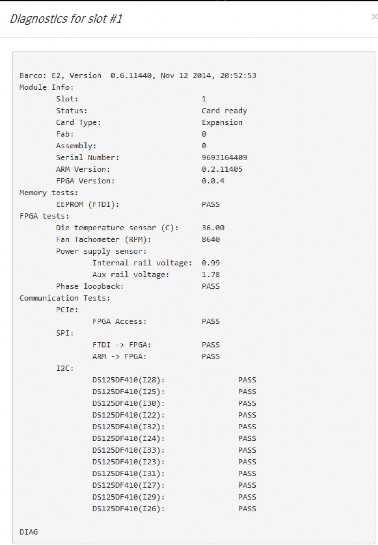 Diagnostics for slot #1
×
Barco: E2, Version 0.6.11440, Nov 12 2014, 20:52:53
Module Info:
Slot: 1
Status: Card ready
Card Type: Expansion
Fab: 0
Assembly: 0
Serial Number: 9693164409
ARM Version: 0.2.11405
FPGA Version: 0.0.4
Memory tests:
EEPROM (FTDI): PASS
FPGA tests:
Die temperature sensor (C): 36.00
Fan Tachometer (RPM): 8640
Power supply sensor:
Internal rail voltage: 0.99
Aux rail voltage: 1.78
Phase loopback: PASS
Communication Tests:
PCIe:
FPGA Access: PASS
SPI:
FTDI -> FPGA: PASS
ARM -> FPGA: PASS
I2C:
DS125DF410(I28): PASS
DS125DF410(I25): PASS
DS125DF410(I30): PASS
DS125DF410(I22): PASS
DS125DF410(I32): PASS
DS125DF410(I24): PASS
DS125DF410(I33): PASS
DS125DF410(I23): PASS
DS125DF410(I31): PASS
DS125DF410(I27): PASS
DS125DF410(I29): PASS
DS125DF410(I26): PASS
DIAG